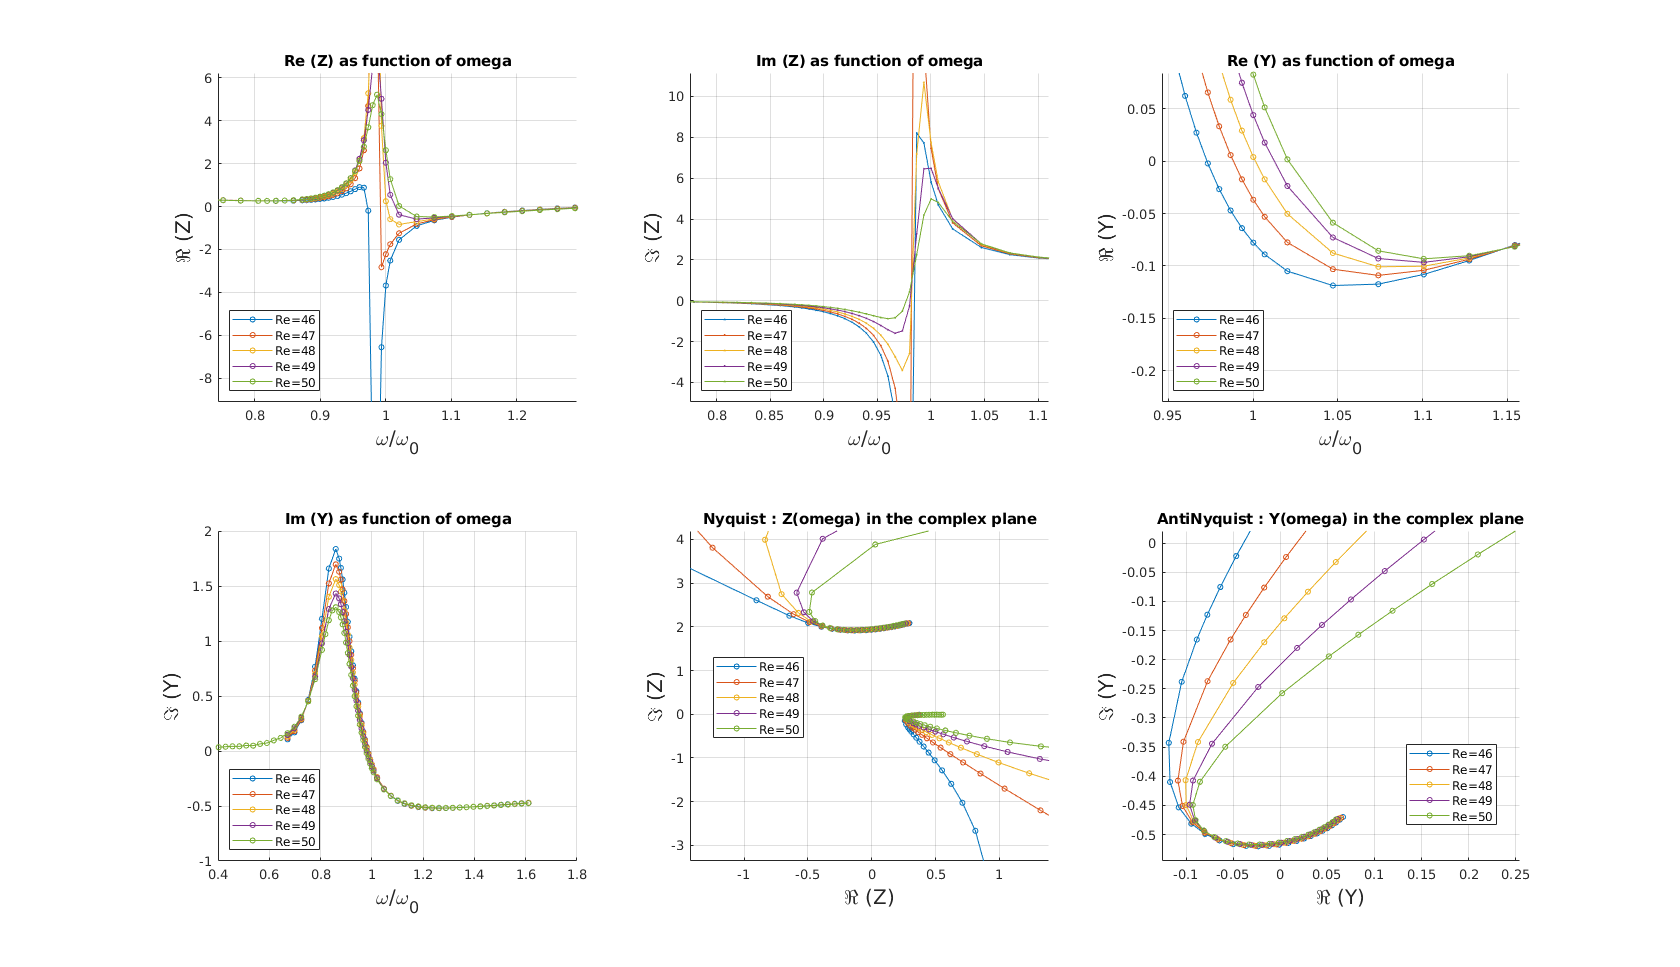 Re (Z) as function of omega
6
4
2
0
-2
-4
-6
-8
ℜ (Z)
Re=46
Re=47
Re=48
Re=49
Re=50
0.8 0.9 1 1.1 1.2
ω/ω0
Im (Z) as function of omega
10
8
6
4
2
0
-2
-4
ℑ (Z)
Re=46
Re=47
Re=48
Re=49
Re=50
0.8 0.85 0.9 0.95 1 1.05 1.1
ω/ω0
Re (Y) as function of omega
0.05
0
-0.05
-0.1
-0.15
-0.2
ℜ (Y)
Re=46
Re=47
Re=48
Re=49
Re=50
0.95 1 1.05 1.1 1.15
ω/ω0
Im (Y) as function of omega
2
1.5
1
0.5
0
-0.5
-1
ℑ (Y)
Re=46
Re=47
Re=48
Re=49
Re=50
0.4 0.6 0.8 1 1.2 1.4 1.6 1.8
ω/ω0
Nyquist : Z(omega) in the complex plane
4
3
2
1
0
-1
-2
-3
ℑ (Z)
Re=46
Re=47
Re=48
Re=49
Re=50
-1 -0.5 0 0.5 1
ℜ (Z)
AntiNyquist : Y(omega) in the complex plane
0
-0.05
-0.1
-0.15
-0.2
-0.25
-0.3
-0.35
-0.4
-0.45
-0.5
ℑ (Y)
Re=46
Re=47
Re=48
Re=49
Re=50
-0.1 -0.05 0 0.05 0.1 0.15 0.2 0.25
ℜ (Y)